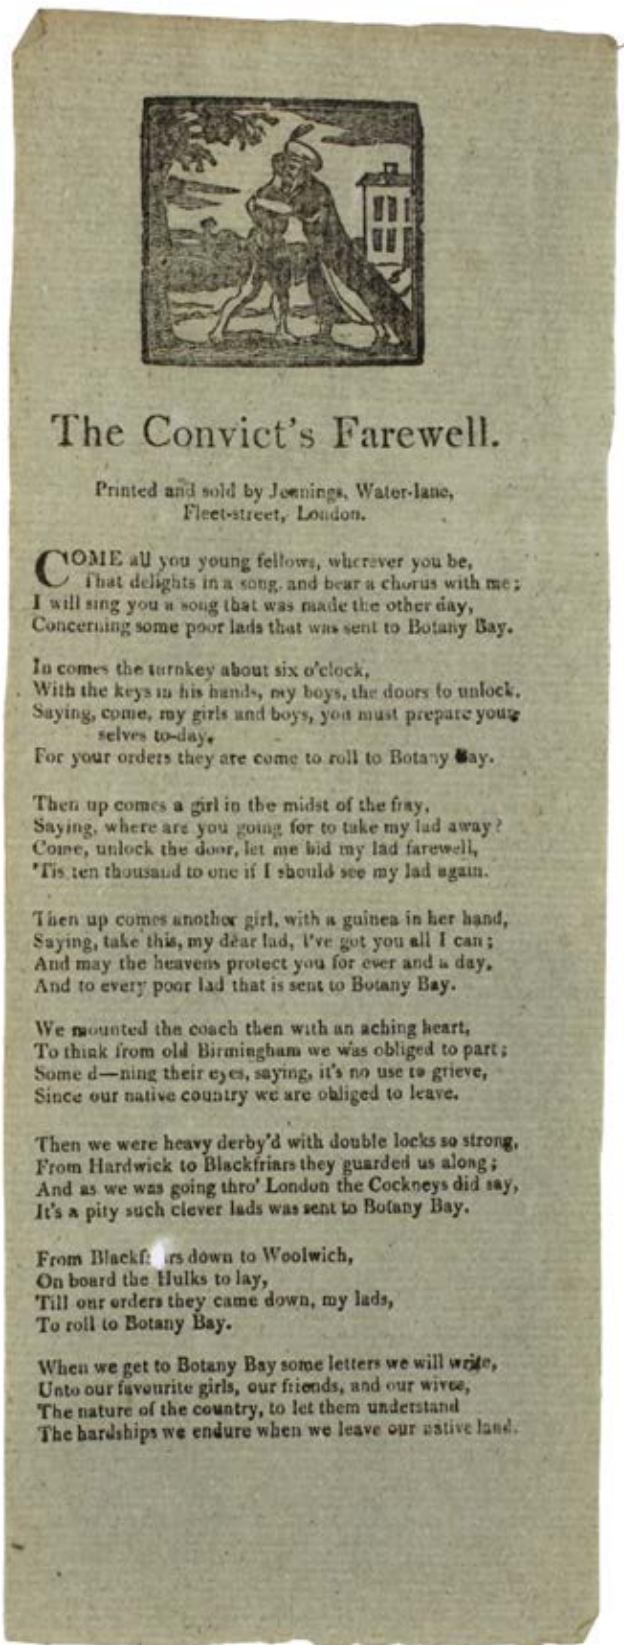 The Convict's Farewell.
Printed and sold by Jennings, Water-lane,
Fleet-street, London.
COME all you young fellows, wherever you be,
That delights in a song, and bear a chorus with me;
I will sing you a song that was made the other day,
Concerning some poor lads that was sent to Botany Bay.
In comes the turnkey about six o'clock,
With the keys in his hands, my boys, the doors to unlock.
Saying, come, my girls and boys, you must prepare your-
selves to-day,
For your orders they are come to roll to Botany Bay.
Then up comes a girl in the midst of the fray,
Saying, where are you going for to take my lad away?
Come, unlock the door, let me bid my lad farewell,
'Tis ten thousand to one if I should see my lad again.
Then up comes another girl, with a guinea in her hand,
Saying, take this, my dear lad, I've got you all I can;
And may the heavens protect you for ever and a day,
And to every poor lad that is sent to Botany Bay.
We mounted the coach then with an aching heart,
To think from old Birmingham we was obliged to part;
Some d—ning their eyes, saying, it's no use to grieve,
Since our native country we are obliged to leave.
Then we were heavy derby'd with double locks so strong,
From Hardwick to Blackfriars they guarded us along;
And as we was going thro' London the Cockneys did say,
It's a pity such clever lads was sent to Botany Bay.
From Blackfriars down to Woolwich,
On board the Hulks to lay,
Till our orders they came down, my lads,
To roll to Botany Bay.
When we get to Botany Bay some letters we will write,
Unto our favourite girls, our friends, and our wives,
The nature of the country, to let them understand
The hardships we endure when we leave our native land.